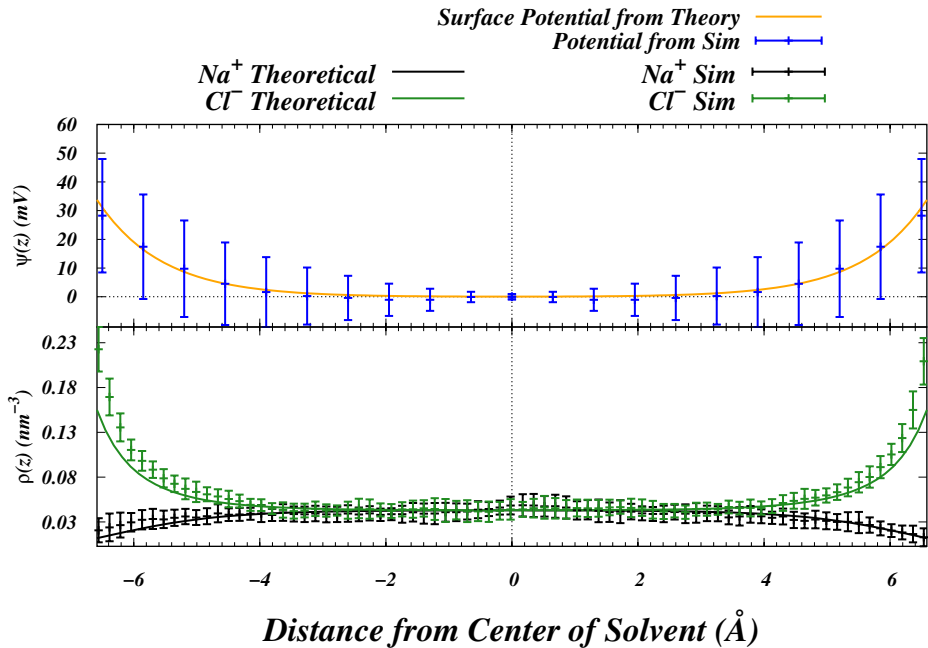 Surface Potential from Theory
Potential from Sim
Na⁺ Theoretical
Na⁺ Sim
Cl⁻ Theoretical
Cl⁻ Sim
60
50
40
30
20
10
0
ψ(z) (mV)
0.23
0.18
0.13
0.08
0.03
ρ(z) (nm⁻³)
−6 −4 −2 0 2 4 6
Distance from Center of Solvent (Å)